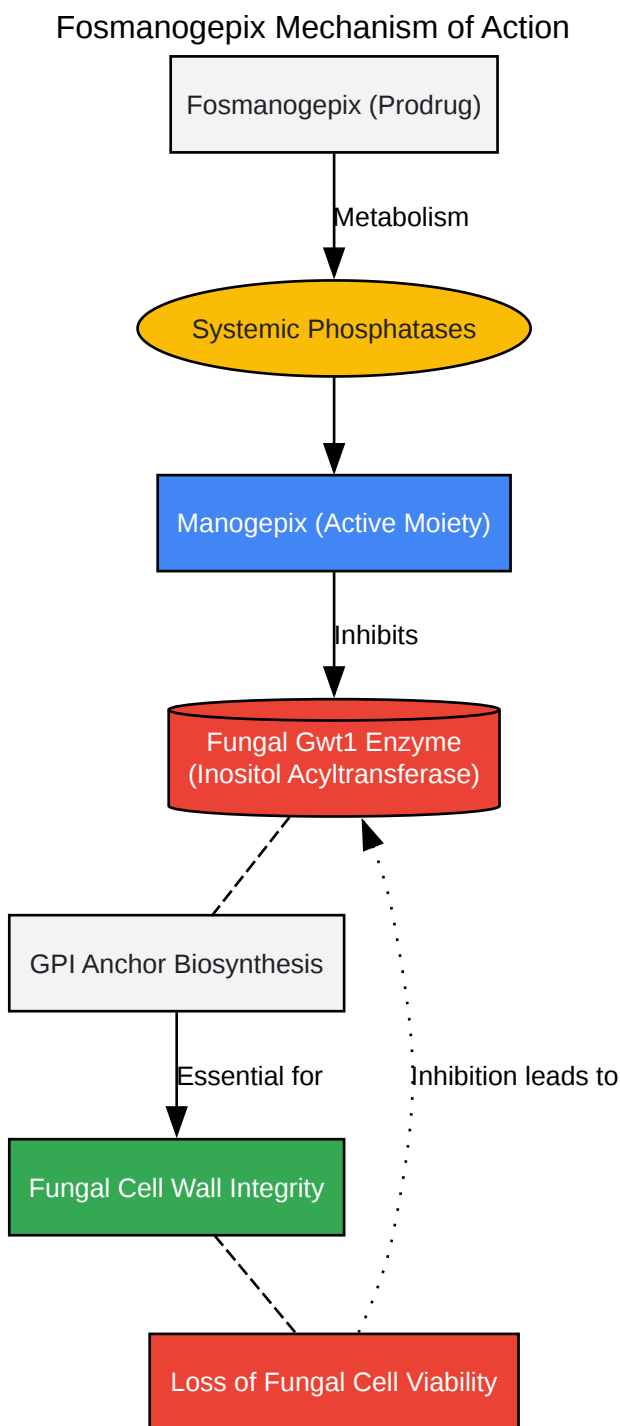 Fosmanogepix Mechanism of Action
Fosmanogepix (Prodrug)
Metabolism
Systemic Phosphatases
Manogepix (Active Moiety)
Inhibits
Fungal Gwt1 Enzyme
(Inositol Acyltransferase)
GPI Anchor Biosynthesis
Essential for
Inhibition leads to
Fungal Cell Wall Integrity
Loss of Fungal Cell Viability